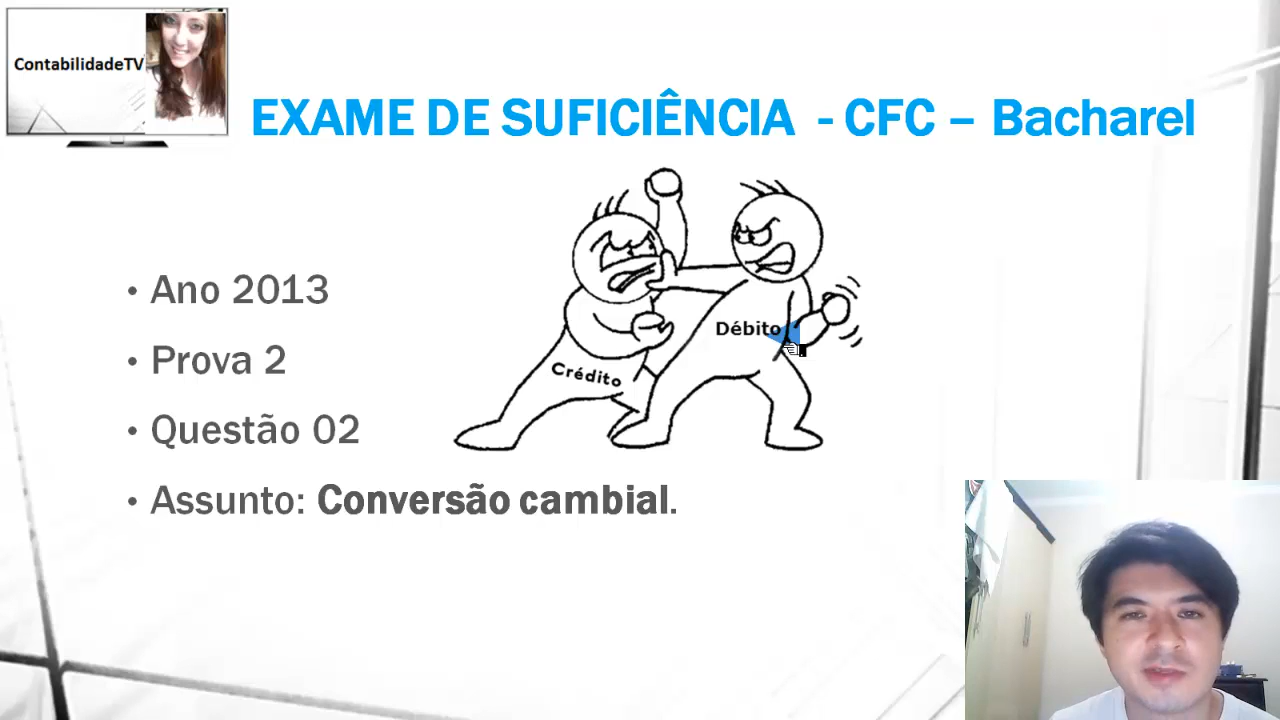 ContabilidadeTV
EXAME DE SUFICIÊNCIA - CFC – Bacharel
Débito
Crédito
• Ano 2013
• Prova 2
• Questão 02
• Assunto: Conversão cambial.